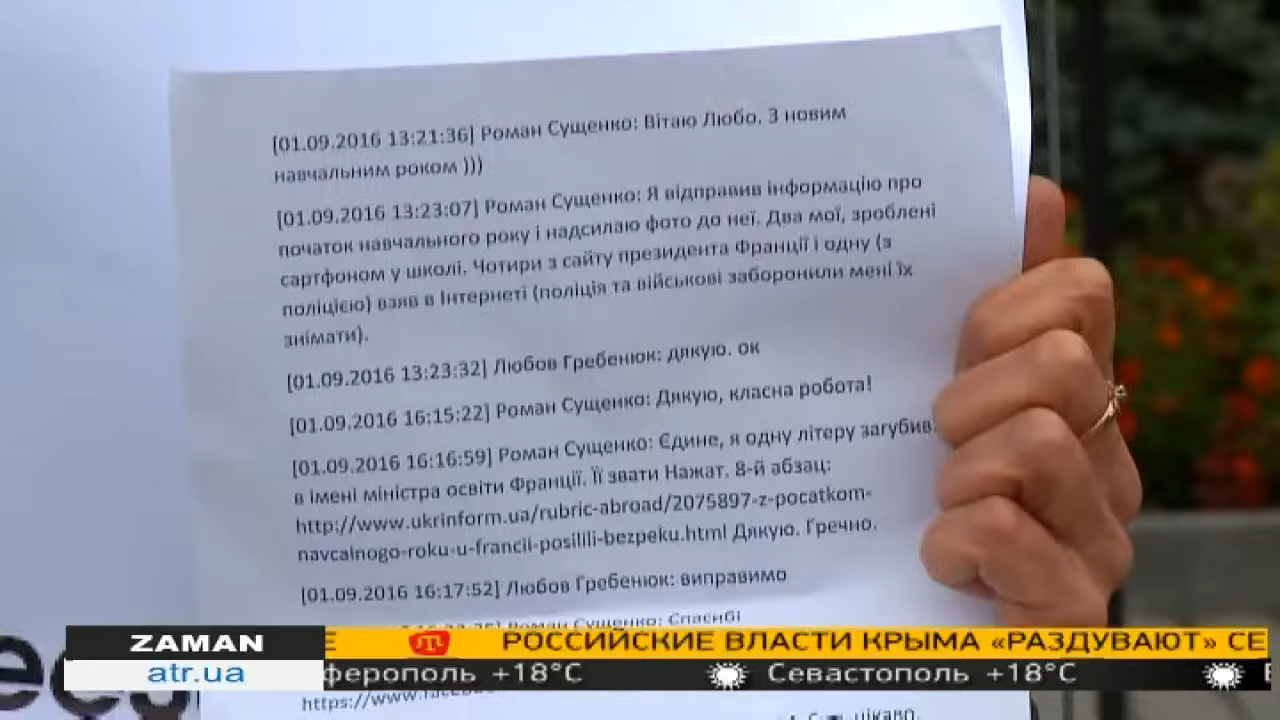 [01.09.2016 13:21:36] Роман Сущенко: Вітаю Любо. З новим
навчальним роком )))
[01.09.2016 13:23:07] Роман Сущенко: Я відправив інформацію про
початок навчального року і надсилаю фото до неї. Два мої, зроблені
сартфоном у школі. Чотири з сайту президента Франції і одну (з
поліцією) взяв в Інтернеті (поліція та військові заборонили мені їх
знімати).
[01.09.2016 13:23:32] Любов Гребенюк: дякую. ок
[01.09.2016 16:15:22] Роман Сущенко: Дякую, класна робота!
[01.09.2016 16:16:59] Роман Сущенко: Єдине, я одну літеру загубив
в імені міністра освіти Франції. Її звати Нажат. 8-й абзац:
http://www.ukrinform.ua/rubric-abroad/2075897-z-pocatkom-
navcalnogo-roku-u-francii-posilili-bezpeku.html Дякую. Гречно.
[01.09.2016 16:17:52] Любов Гребенюк: виправимо
Роман Сущенко: Спасибі
ZAMAN
РОССИЙСКИЕ ВЛАСТИ КРЫМА «РАЗДУВАЮТ» СЕ
atr.ua
ферополь +18°C Севастополь +18°C
https://www.
цікаво.